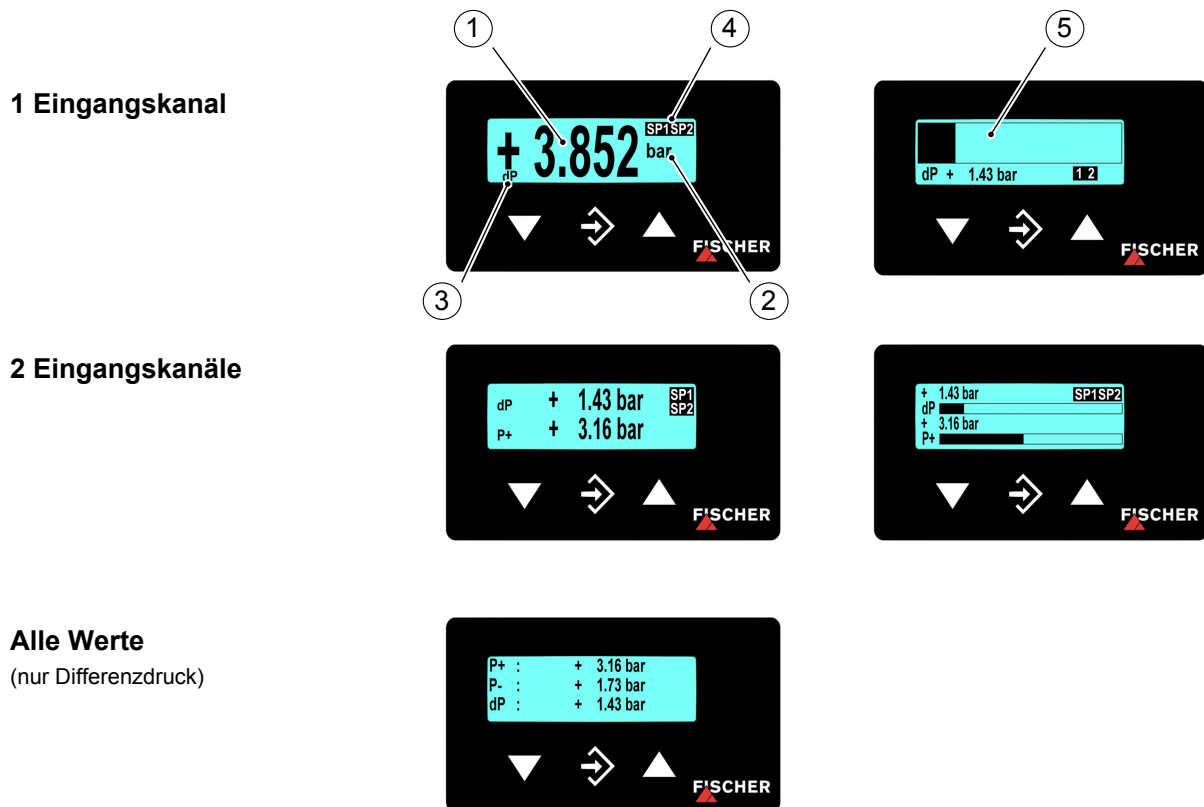 1
4
5
1 Eingangskanal
+ 3.852 bar
SP1SP2
dP
FISCHER
dP + 1.43 bar
1 2
FISCHER
3
2
2 Eingangskanäle
dP + 1.43 bar
SP1
SP2
P+ + 3.16 bar
FISCHER
+ 1.43 bar SP1SP2
dP
+ 3.16 bar
P+
FISCHER
Alle Werte
(nur Differenzdruck)
P+ : + 3.16 bar
P- : + 1.73 bar
dP : + 1.43 bar
FISCHER